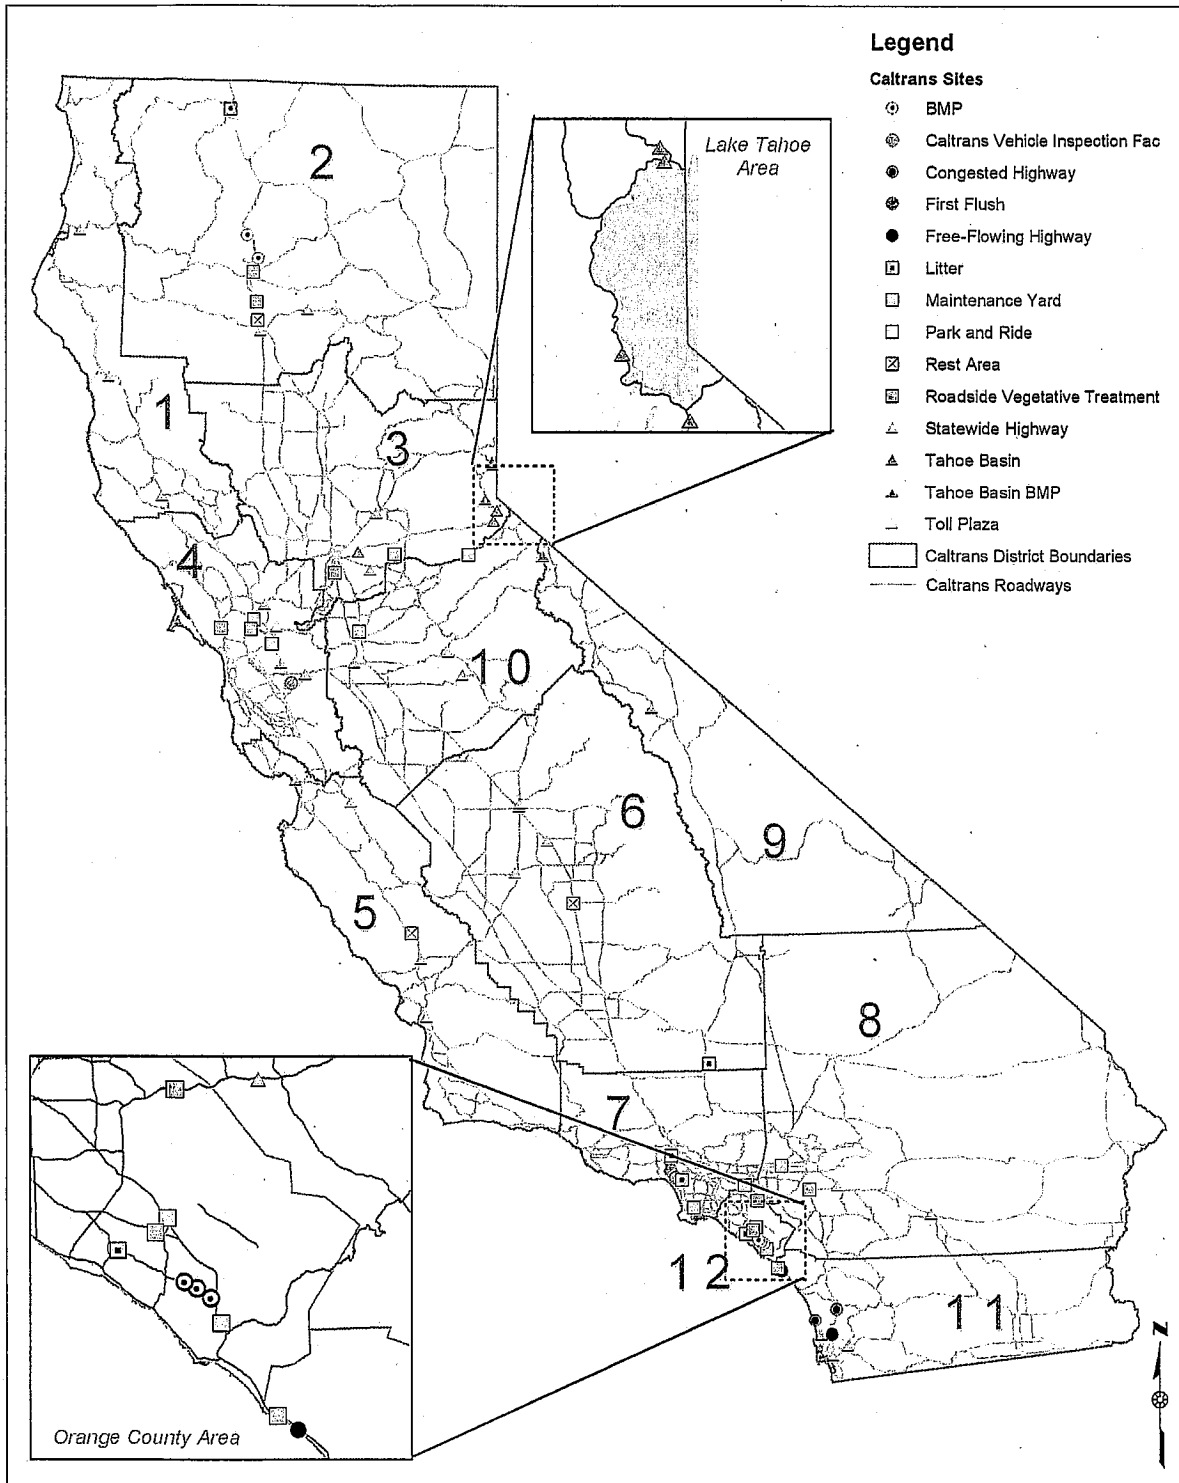 Legend
Caltrans Sites
BMP
Caltrans Vehicle Inspection Fac
Congested Highway
First Flush
Free-Flowing Highway
Litter
Maintenance Yard
Park and Ride
Rest Area
Roadside Vegetative Treatment
Statewide Highway
Tahoe Basin
Tahoe Basin BMP
Toll Plaza
Caltrans District Boundaries
Caltrans Roadways
Lake Tahoe
Area
2
1
3
4
10
6
9
5
8
7
12
11
Orange County Area
N